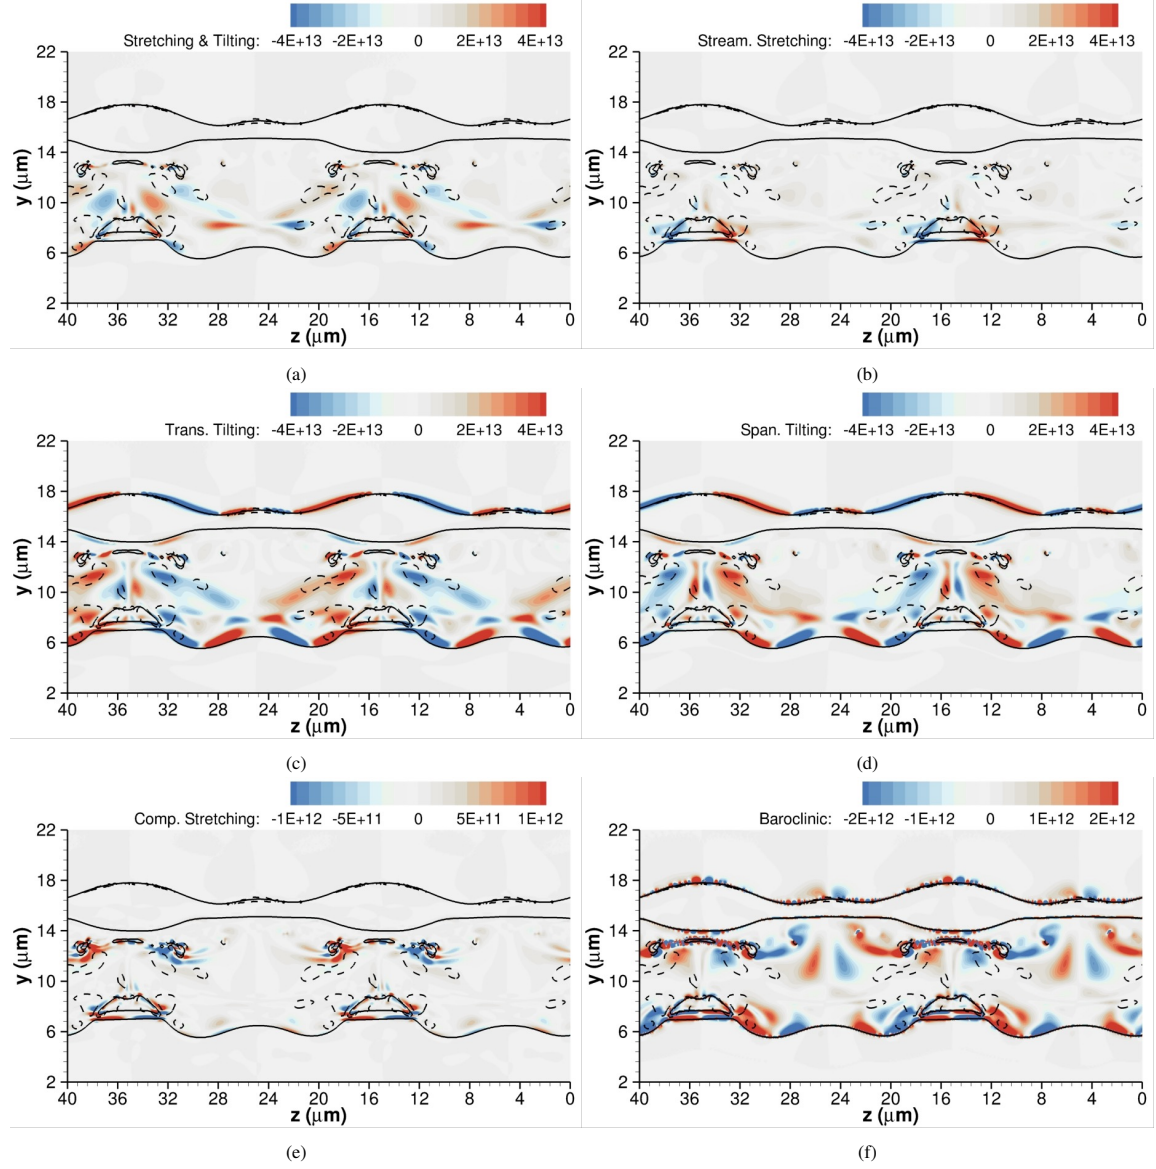 Stretching & Tilting: -4E+13 -2E+13 0 2E+13 4E+13
22
18
14
10
6
2
y (μm)
40 36 32 28 24 20 16 12 8 4 0
z (μm)
(a)
Stream. Stretching: -4E+13 -2E+13 0 2E+13 4E+13
22
18
14
10
6
2
y (μm)
40 36 32 28 24 20 16 12 8 4 0
z (μm)
(b)
Trans. Tilting: -4E+13 -2E+13 0 2E+13 4E+13
22
18
14
10
6
2
y (μm)
40 36 32 28 24 20 16 12 8 4 0
z (μm)
(c)
Span. Tilting: -4E+13 -2E+13 0 2E+13 4E+13
22
18
14
10
6
2
y (μm)
40 36 32 28 24 20 16 12 8 4 0
z (μm)
(d)
Comp. Stretching: -1E+12 -5E+11 0 5E+11 1E+12
22
18
14
10
6
2
y (μm)
40 36 32 28 24 20 16 12 8 4 0
z (μm)
(e)
Baroclinic: -2E+12 -1E+12 0 1E+12 2E+12
22
18
14
10
6
2
y (μm)
40 36 32 28 24 20 16 12 8 4 0
z (μm)
(f)